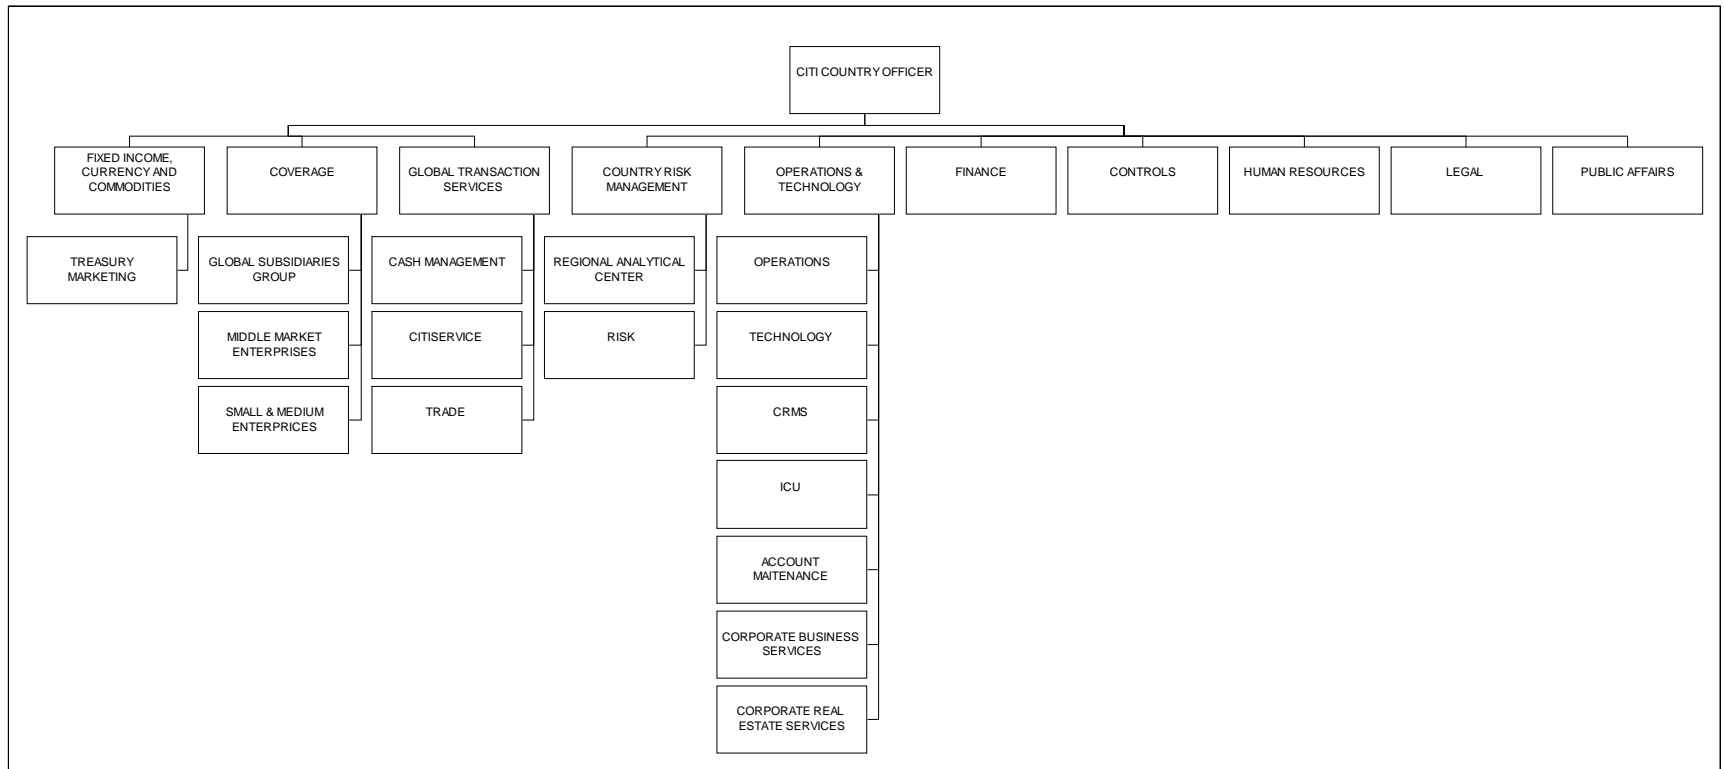 CITI COUNTRY OFFICER
FIXED INCOME,
CURRENCY AND
COMMODITIES
COVERAGE
GLOBAL TRANSACTION
SERVICES
COUNTRY RISK
MANAGEMENT
OPERATIONS &
TECHNOLOGY
FINANCE
CONTROLS
HUMAN RESOURCES
LEGAL
PUBLIC AFFAIRS
TREASURY
MARKETING
GLOBAL SUBSIDIARIES
GROUP
CASH MANAGEMENT
REGIONAL ANALYTICAL
CENTER
OPERATIONS
MIDDLE MARKET
ENTERPRISES
CITISERVICE
RISK
TECHNOLOGY
SMALL & MEDIUM
ENTERPRICES
TRADE
CRMS
ICU
ACCOUNT
MAITENANCE
CORPORATE BUSINESS
SERVICES
CORPORATE REAL
ESTATE SERVICES